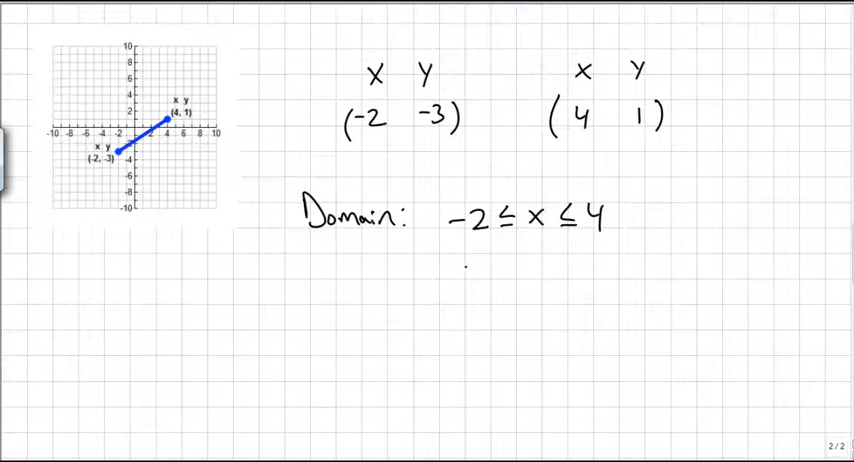 10
8
6
4
2
x y
(4, 1)
-10 -8 -6 -4 -2 2 4 6 8 10
-2
x y
(-2, -3)
-4
-6
-8
-10
x y x y
(-2 -3) (4 1)
Domain: -2 ≤ x ≤ 4
2/2